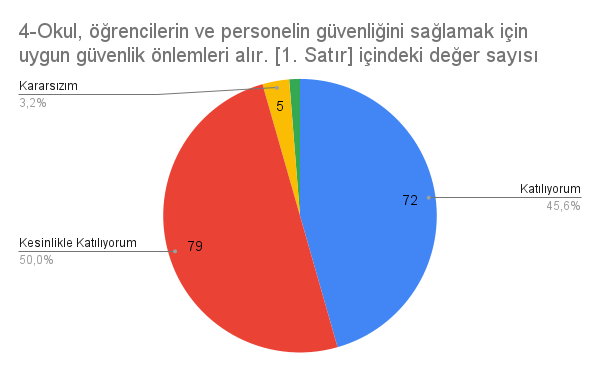 4-Okul, öğrencilerin ve personelin güvenliğini sağlamak için
uygun güvenlik önlemleri alır. [1. Satır] içindeki değer sayısı
Kararsızım
3,2%
5
Katılıyorum
45,6%
72
Kesinlikle Katılıyorum
50,0%
79